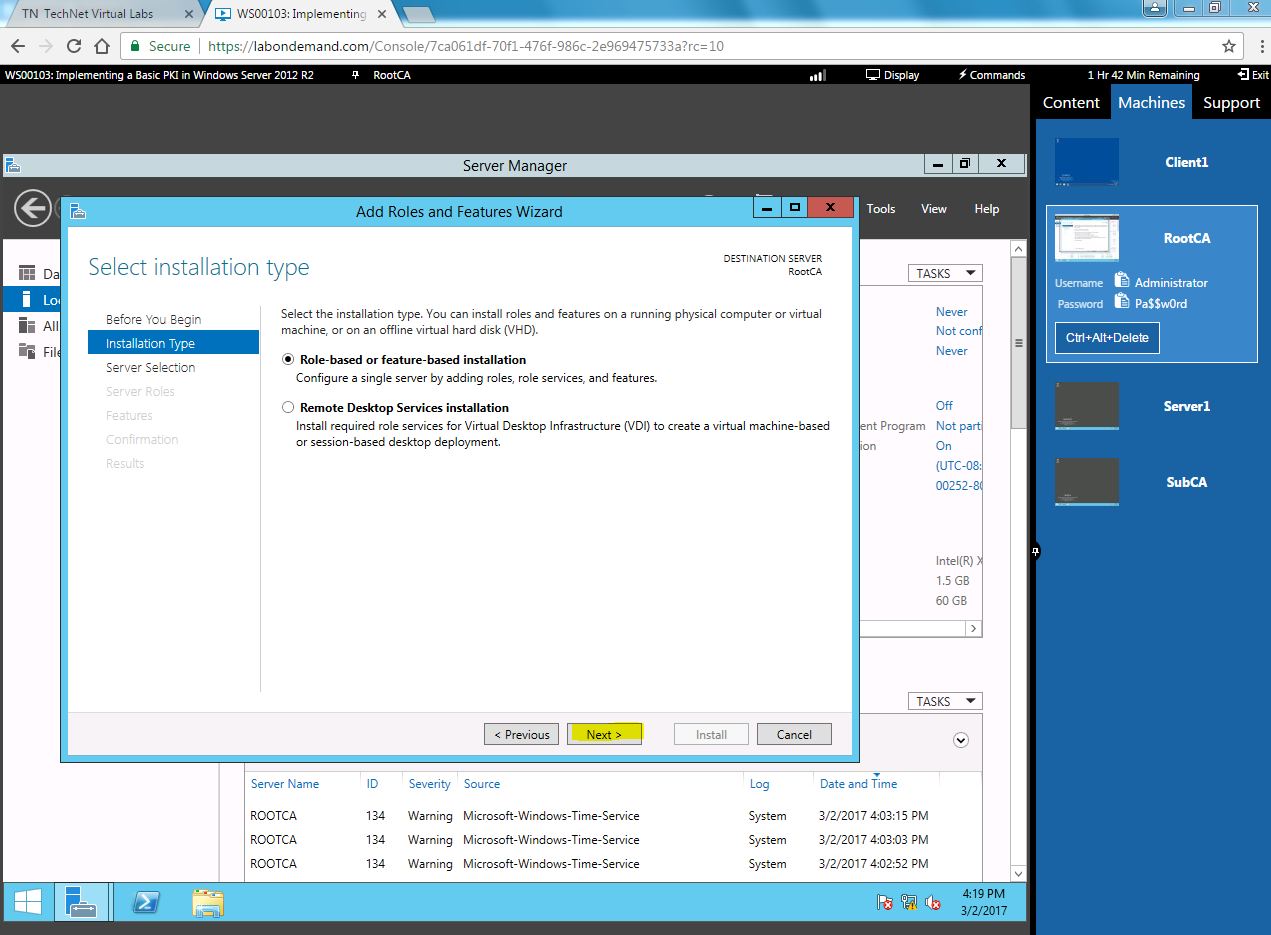 TN TechNet Virtual Labs
WS00103: Implementing
Secure
https://labondemand.com/Console/7ca061df-70f1-476f-986c-2e969475733a?rc=10
WS00103: Implementing a Basic PKI in Windows Server 2012 R2
RootCA
Display
Commands
1 Hr 42 Min Remaining
Exit
Content
Machines
Support
Server Manager
Tools
View
Help
Add Roles and Features Wizard
Select installation type
DESTINATION SERVER
RootCA
Before You Begin
Installation Type
Server Selection
Server Roles
Features
Confirmation
Results
Select the installation type. You can install roles and features on a running physical computer or virtual
machine, or on an offline virtual hard disk (VHD).
Role-based or feature-based installation
Configure a single server by adding roles, role services, and features.
Remote Desktop Services installation
Install required role services for Virtual Desktop Infrastructure (VDI) to create a virtual machine-based
or session-based desktop deployment.
< Previous
Next >
Install
Cancel
Da
Loc
All
File
TASKS
Never
Not conf
Never
Off
ent Program
Not parti
ion
On
(UTC-08:
00252-80
Intel(R) X
1.5 GB
60 GB
TASKS
Server Name ID Severity Source Log Date and Time
ROOTCA 134 Warning Microsoft-Windows-Time-Service System 3/2/2017 4:03:15 PM
ROOTCA 134 Warning Microsoft-Windows-Time-Service System 3/2/2017 4:03:03 PM
ROOTCA 134 Warning Microsoft-Windows-Time-Service System 3/2/2017 4:02:52 PM
4:19 PM
3/2/2017
Client1
RootCA
Username Administrator
Password Pa$$w0rd
Ctrl+Alt+Delete
Server1
SubCA